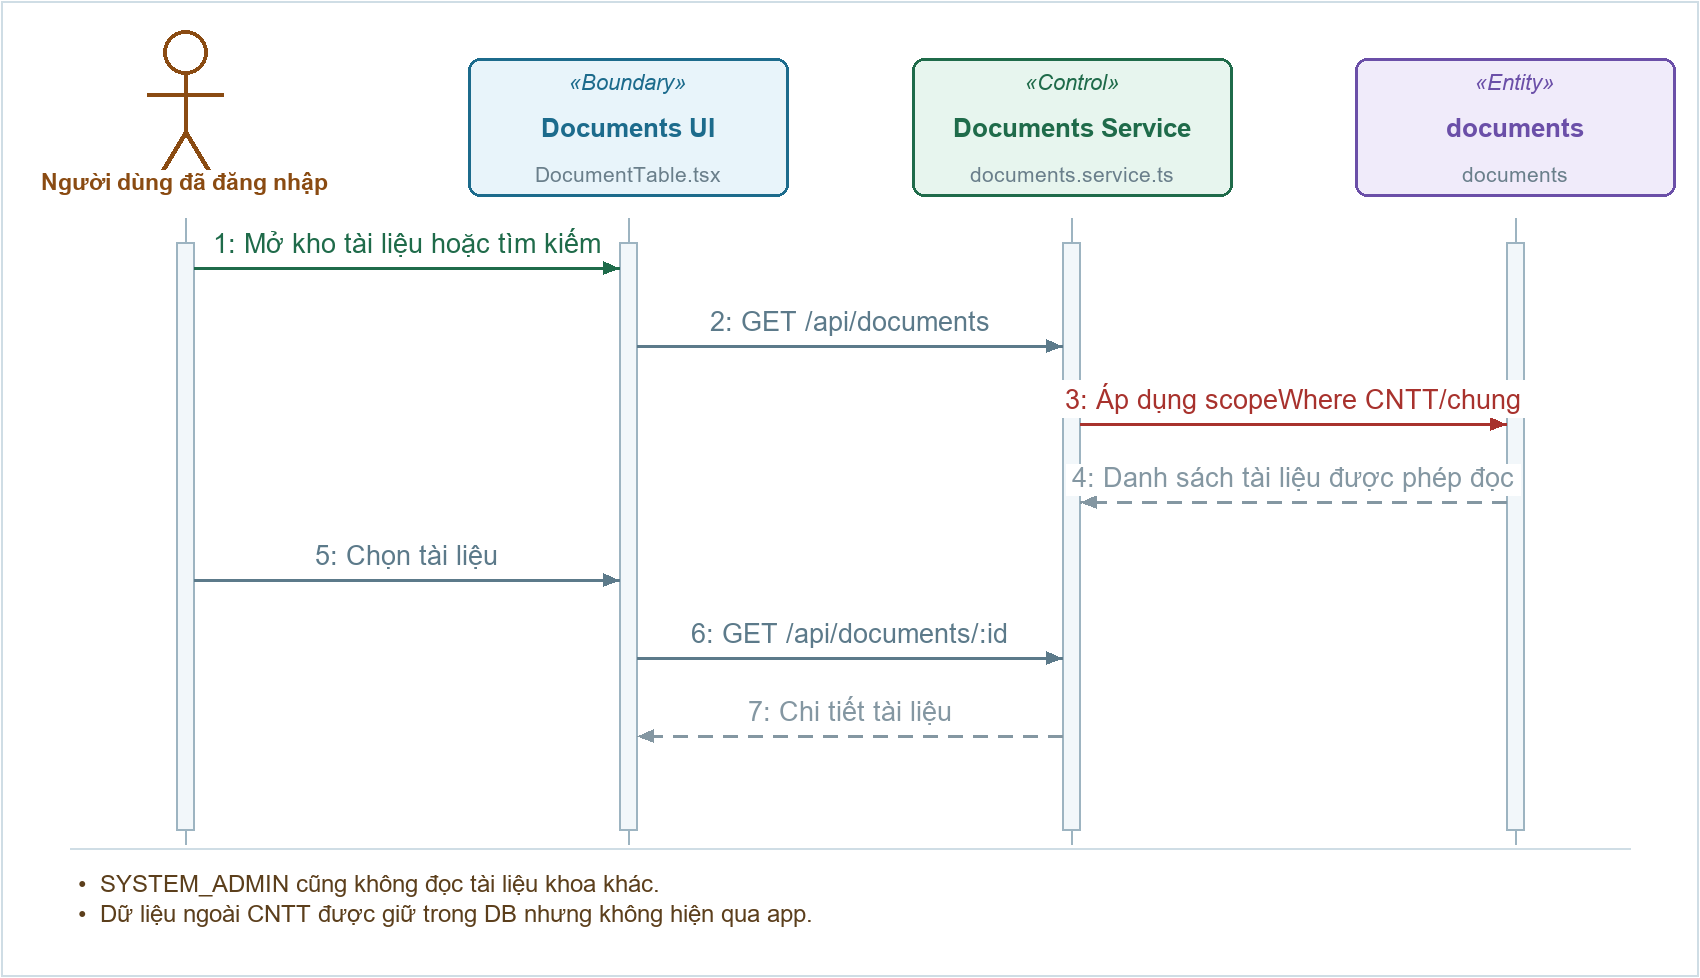 Người dùng đã đăng nhập
«Boundary»
Documents UI
DocumentTable.tsx
«Control»
Documents Service
documents.service.ts
«Entity»
documents
documents
1: Mở kho tài liệu hoặc tìm kiếm
2: GET /api/documents
3: Áp dụng scopeWhere CNTT/chung
4: Danh sách tài liệu được phép đọc
5: Chọn tài liệu
6: GET /api/documents/:id
7: Chi tiết tài liệu
• SYSTEM_ADMIN cũng không đọc tài liệu khoa khác.
• Dữ liệu ngoài CNTT được giữ trong DB nhưng không hiện qua app.